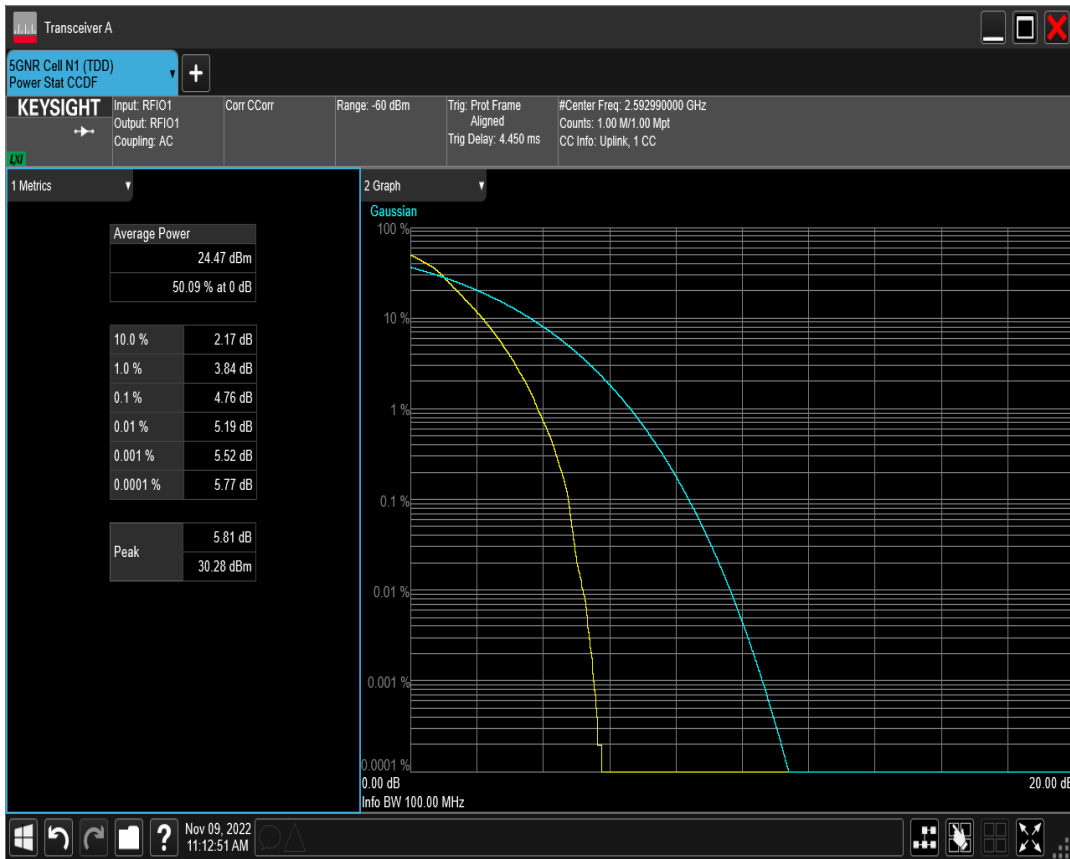 Transceiver A
5GNR Cell N1 (TDD)
Power Stat CCDF
+
KEYSIGHT
LXI
Input: RFIO1
Output: RFIO1
Coupling: AC
Corr CCorr
Range: -60 dBm
Trig: Prot Frame
Aligned
Trig Delay: 4.450 ms
#Center Freq: 2.592990000 GHz
Counts: 1.00 M/1.00 Mpt
CC Info: Uplink, 1 CC
1 Metrics
Average Power
24.47 dBm
50.09 % at 0 dB
10.0 % 2.17 dB
1.0 % 3.84 dB
0.1 % 4.76 dB
0.01 % 5.19 dB
0.001 % 5.52 dB
0.0001 % 5.77 dB
Peak
5.81 dB
30.28 dBm
2 Graph
Gaussian
100 %
10 %
1 %
0.1 %
0.01 %
0.001 %
0.0001 %
0.00 dB
20.00 dB
Info BW 100.00 MHz
?
Nov 09, 2022
11:12:51 AM